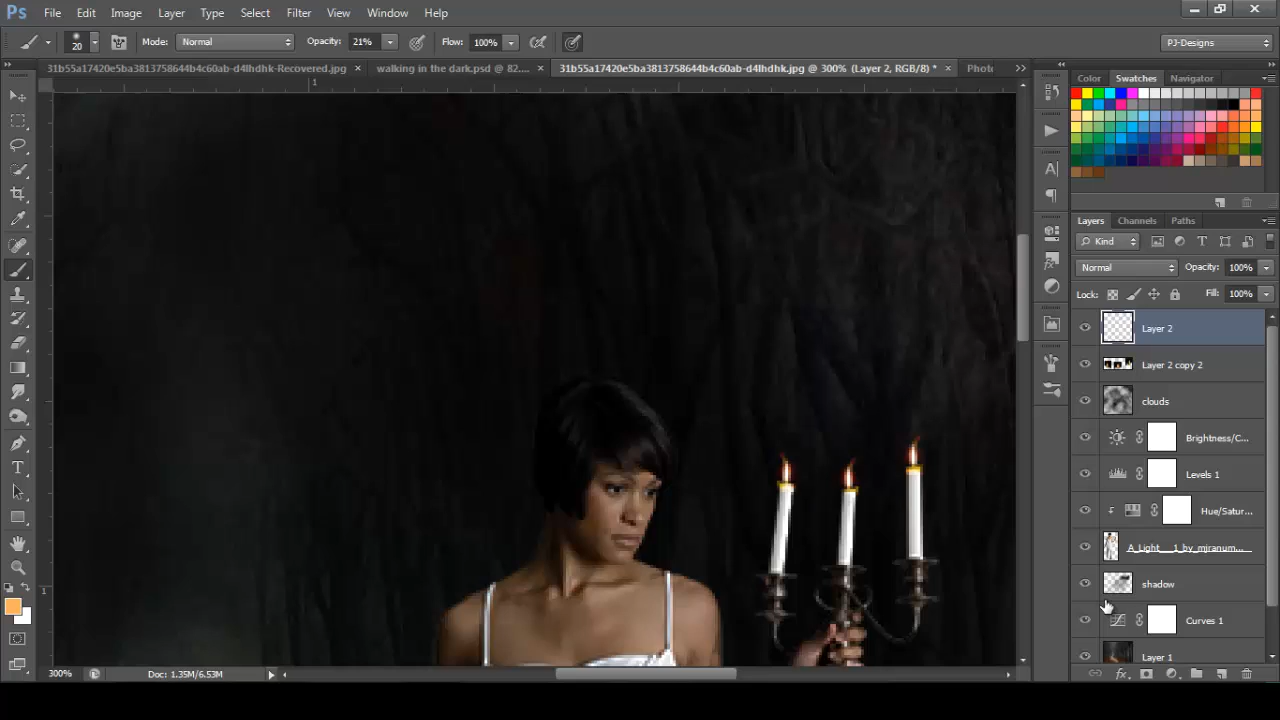 Ps File Edit Image Layer Type Select Filter View Window Help
20 Mode: Normal Opacity: 21% Flow: 100% PJ-Designs
31b55a17420e5ba3813758644b4c60ab-d4lhdhk-Recovered.jpg × walking in the dark.psd @ 82.... × 31b55a17420e5ba3813758644b4c60ab-d4lhdhk.jpg @ 300% (Layer 2, RGB/8) * × Photo
Color Swatches Navigator
1
Layers Channels Paths
Kind
Normal Opacity: 100%
Lock: Fill: 100%
Layer 2
Layer 2 copy 2
clouds
Brightness/C...
Levels 1
Hue/Satur...
A_Light___1_by_mjranum...
shadow
1
Curves 1
Layer 1
300% Doc: 1.35M/6.53M